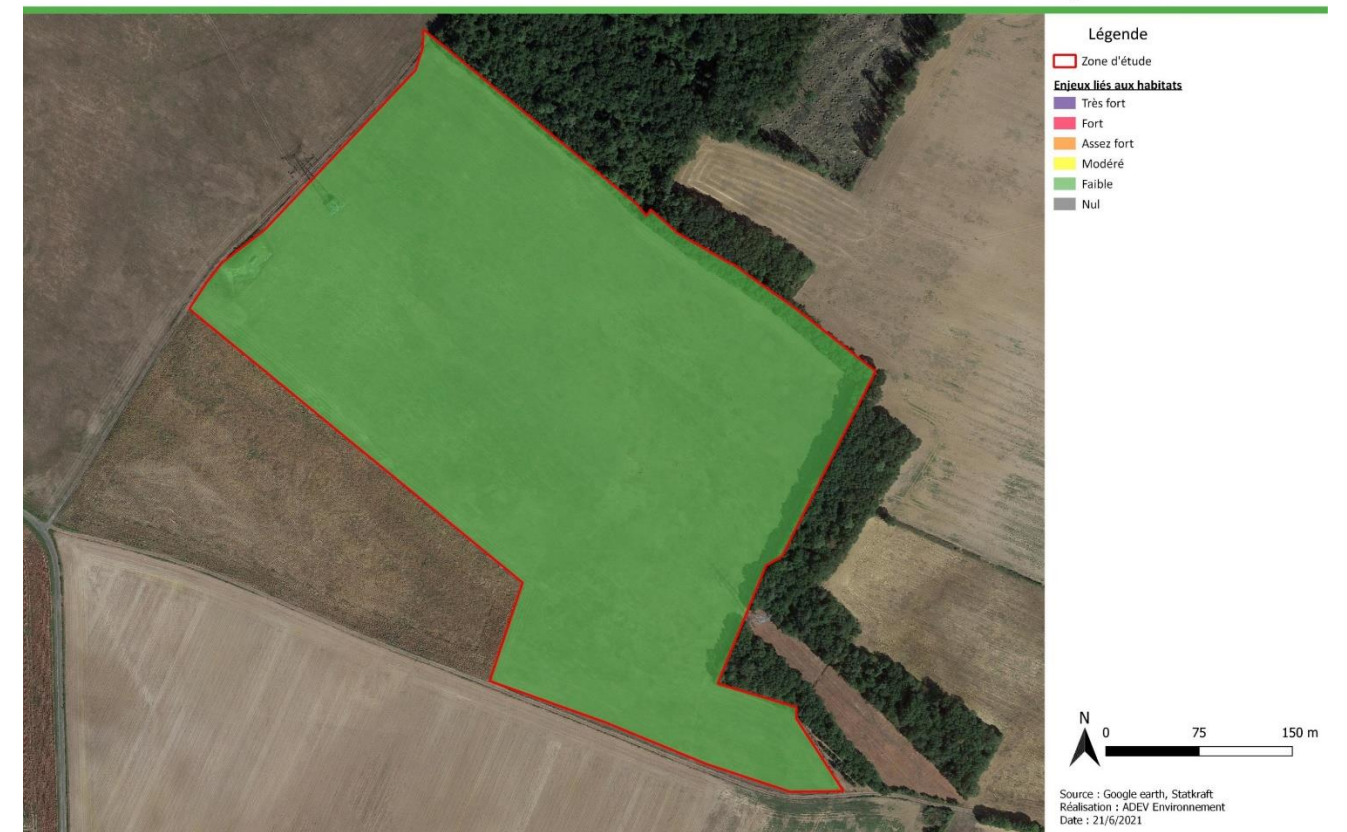 Légende
Zone d'étude
Enjeux liés aux habitats
Très fort
Fort
Assez fort
Modéré
Faible
Nul
N
0 75 150 m
Source : Google earth, Statkraft
Réalisation : ADEV Environnement
Date : 21/6/2021